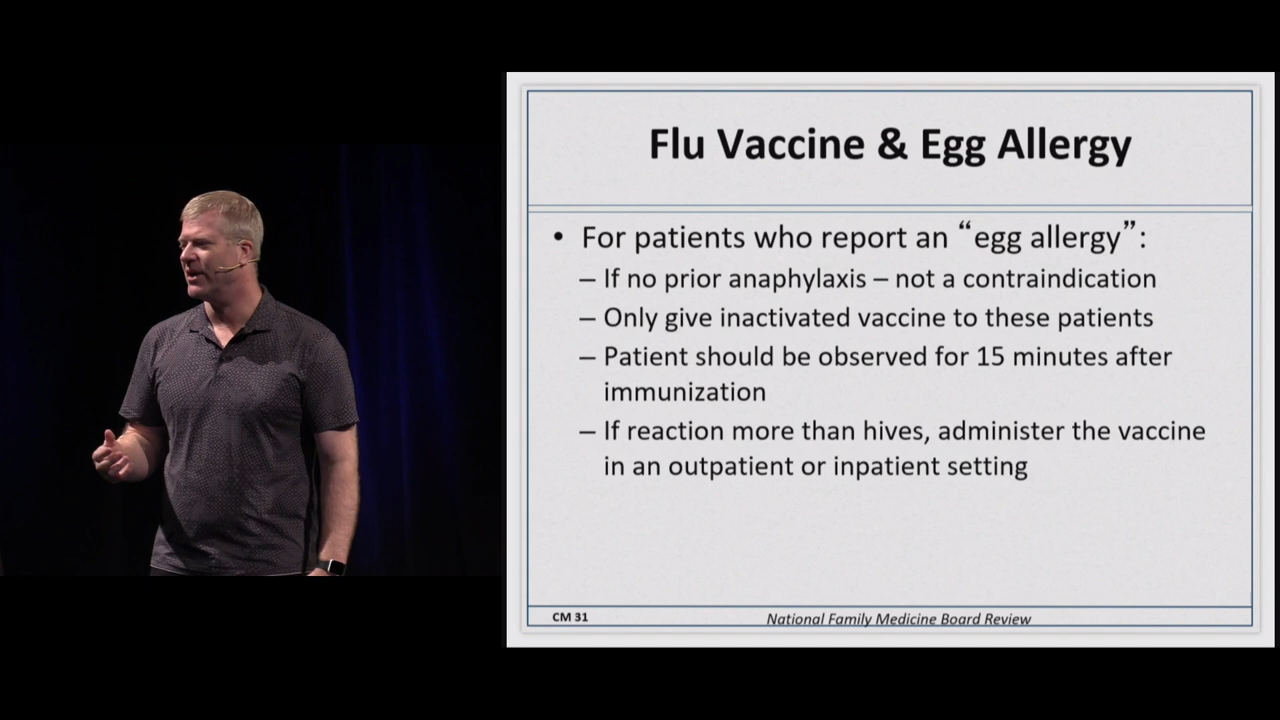 Flu Vaccine & Egg Allergy
• For patients who report an “egg allergy”:
– If no prior anaphylaxis – not a contraindication
– Only give inactivated vaccine to these patients
– Patient should be observed for 15 minutes after
immunization
– If reaction more than hives, administer the vaccine
in an outpatient or inpatient setting
CM 31
National Family Medicine Board Review